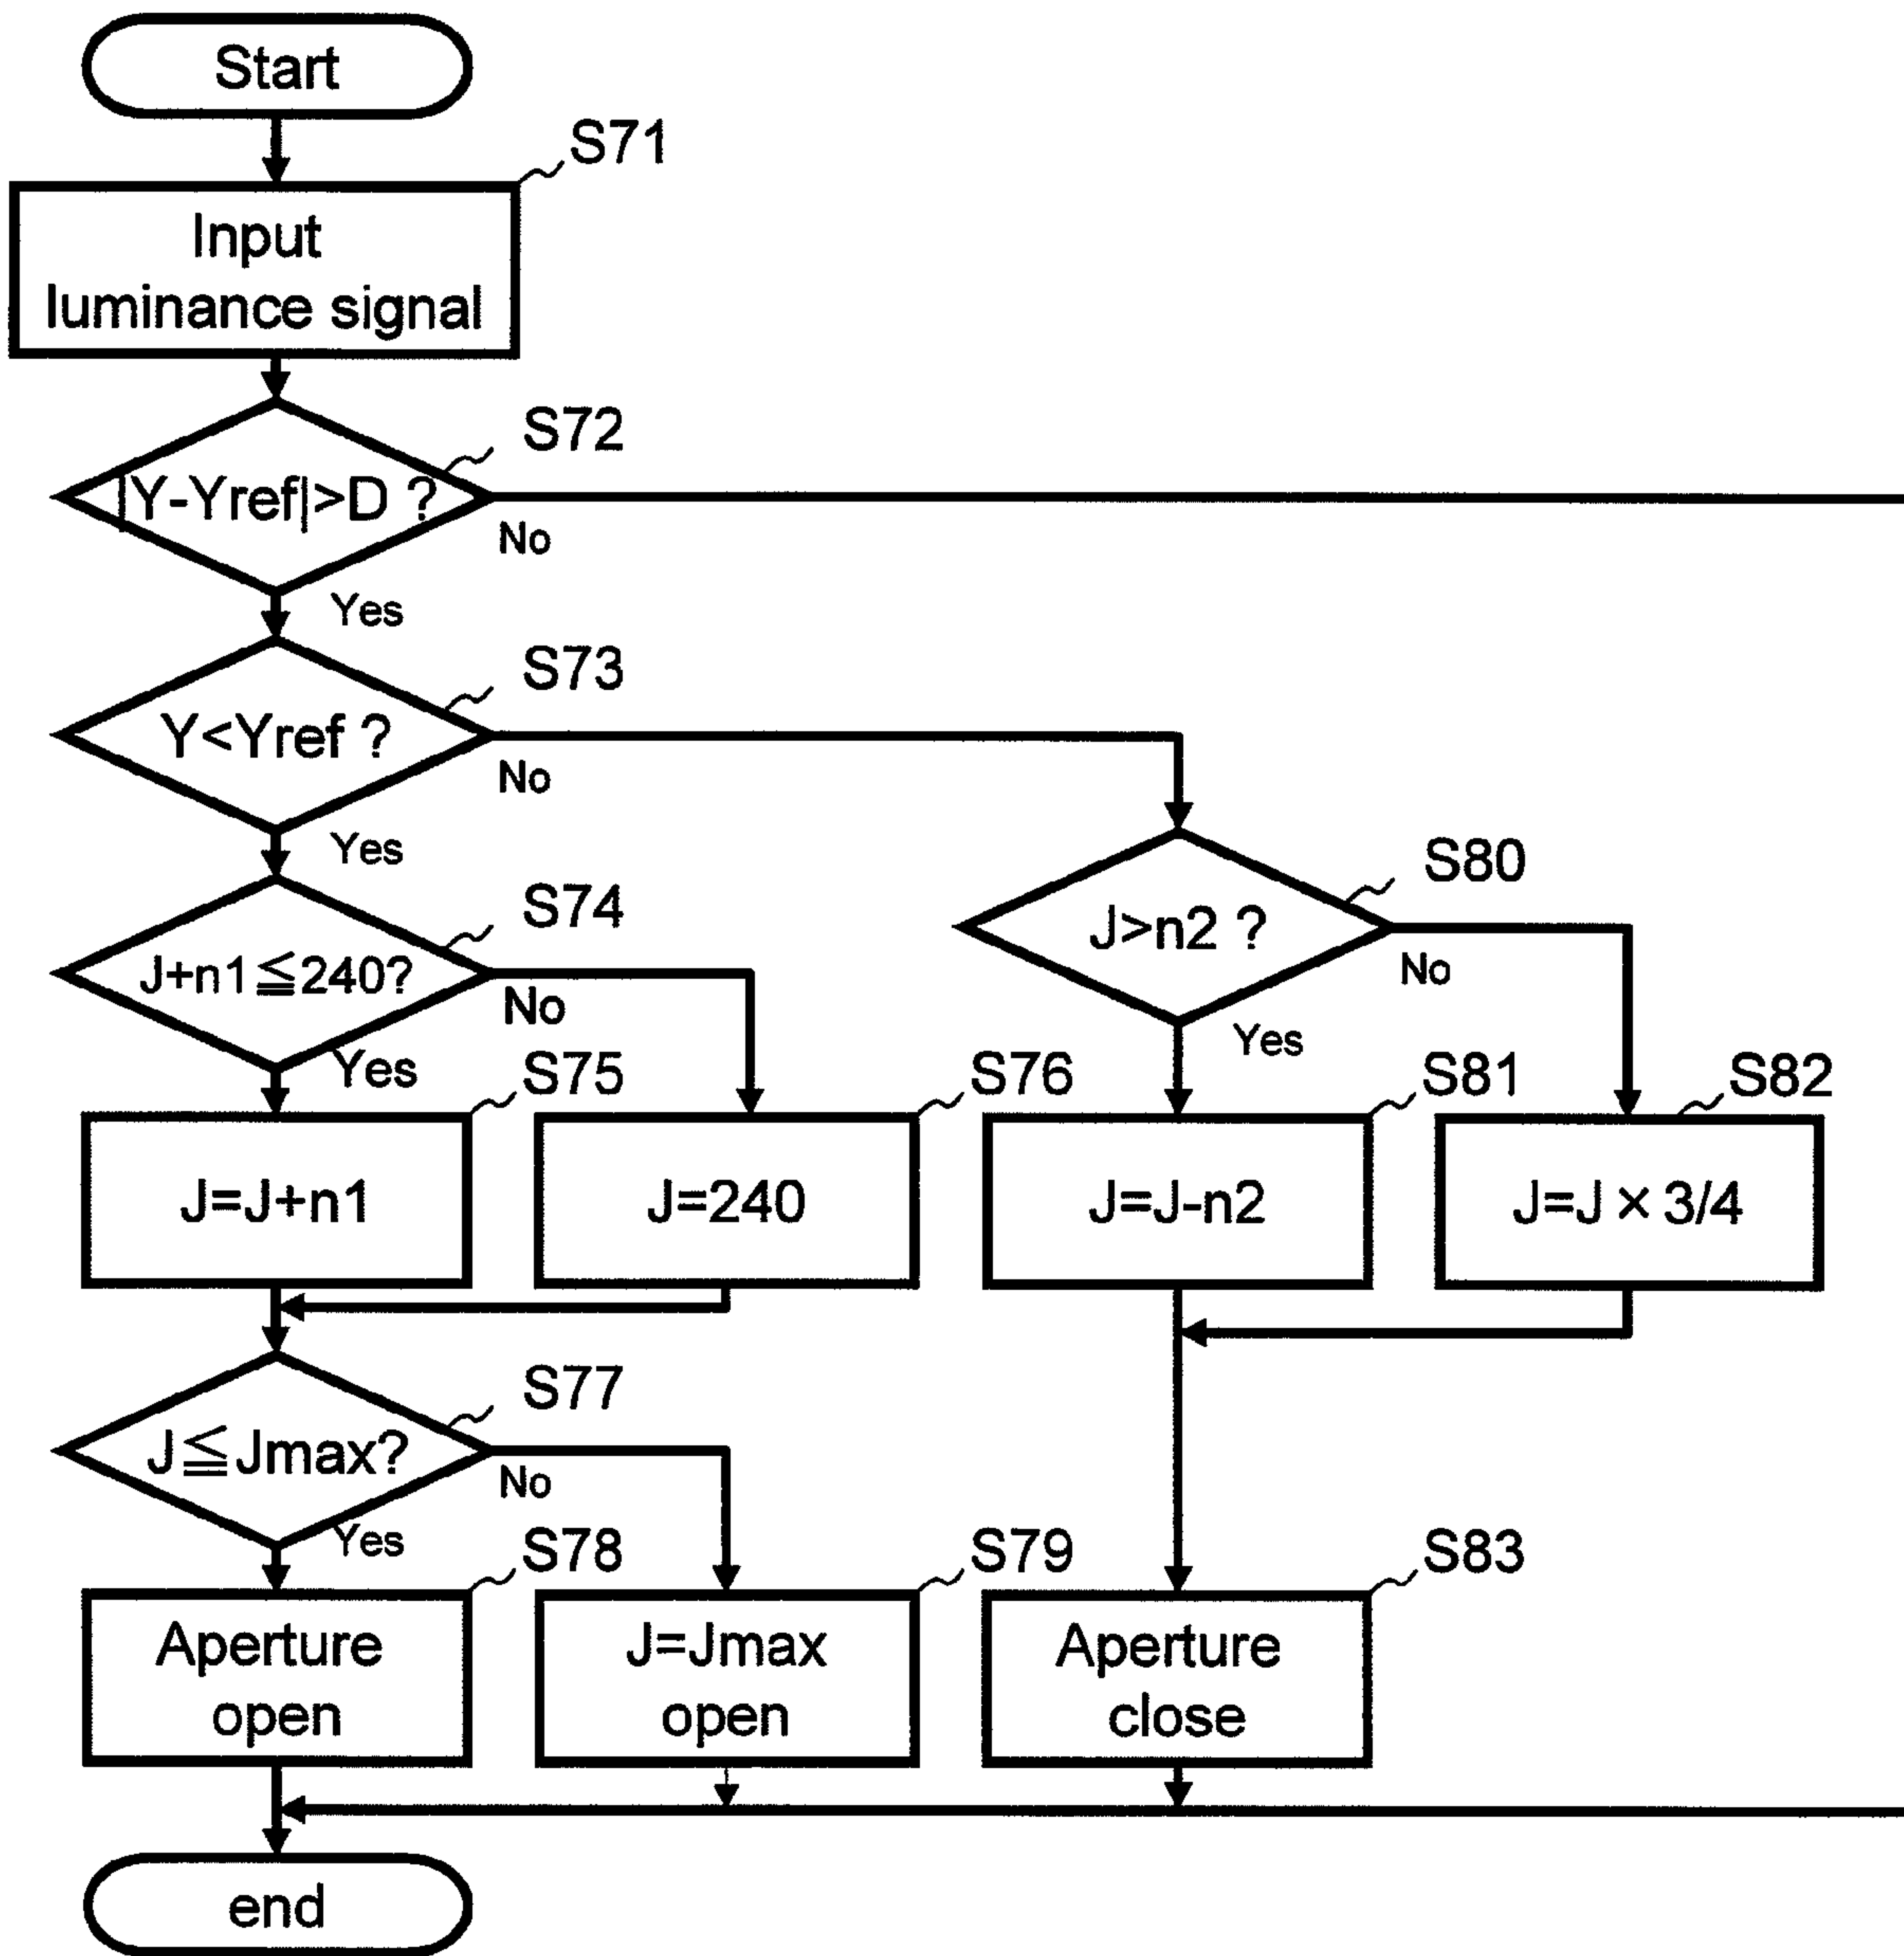 Start
S71
Input
luminance signal
S72
|Y-Yref|>D ?
No
Yes
S73
Y<Yref ?
No
Yes
S74
J+n1≦240?
No
Yes
S80
J>n2 ?
No
Yes
S75
J=J+n1
S76
J=240
S81
J=J-n2
S82
J=J×3/4
S77
J≦Jmax?
No
Yes
S78
Aperture
open
S79
J=Jmax
open
S83
Aperture
close
end